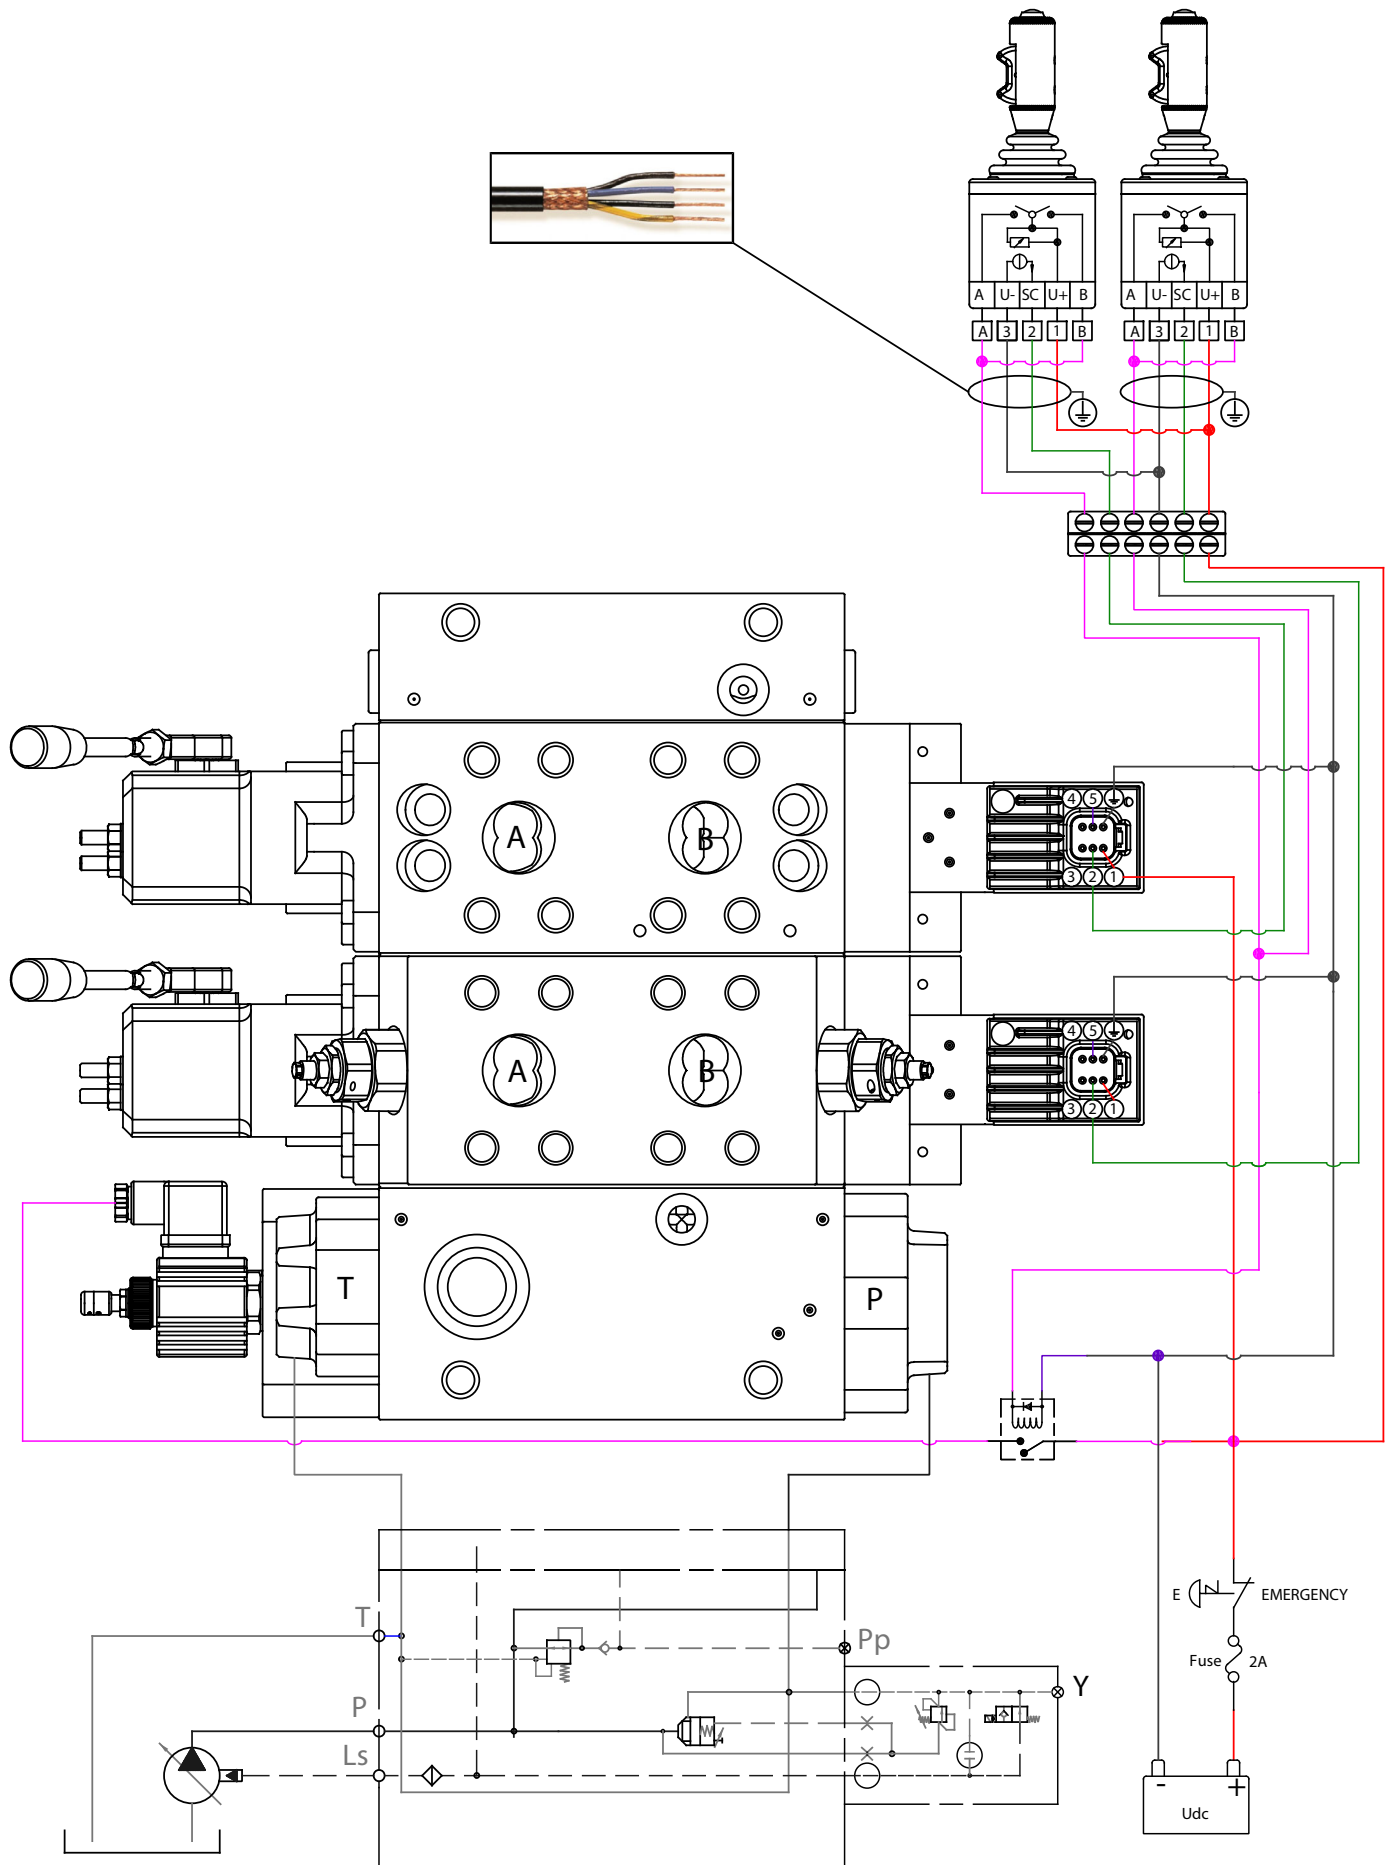 A U- SC U+ B
A U- SC U+ B
A 3 2 1 B
A 3 2 1 B
4 5
A B
3 2 1
4 5
A B
3 2 1
T P
E EMERGENCY
Fuse 2A
T
Pp
Y
P
Ls
- +
Udc